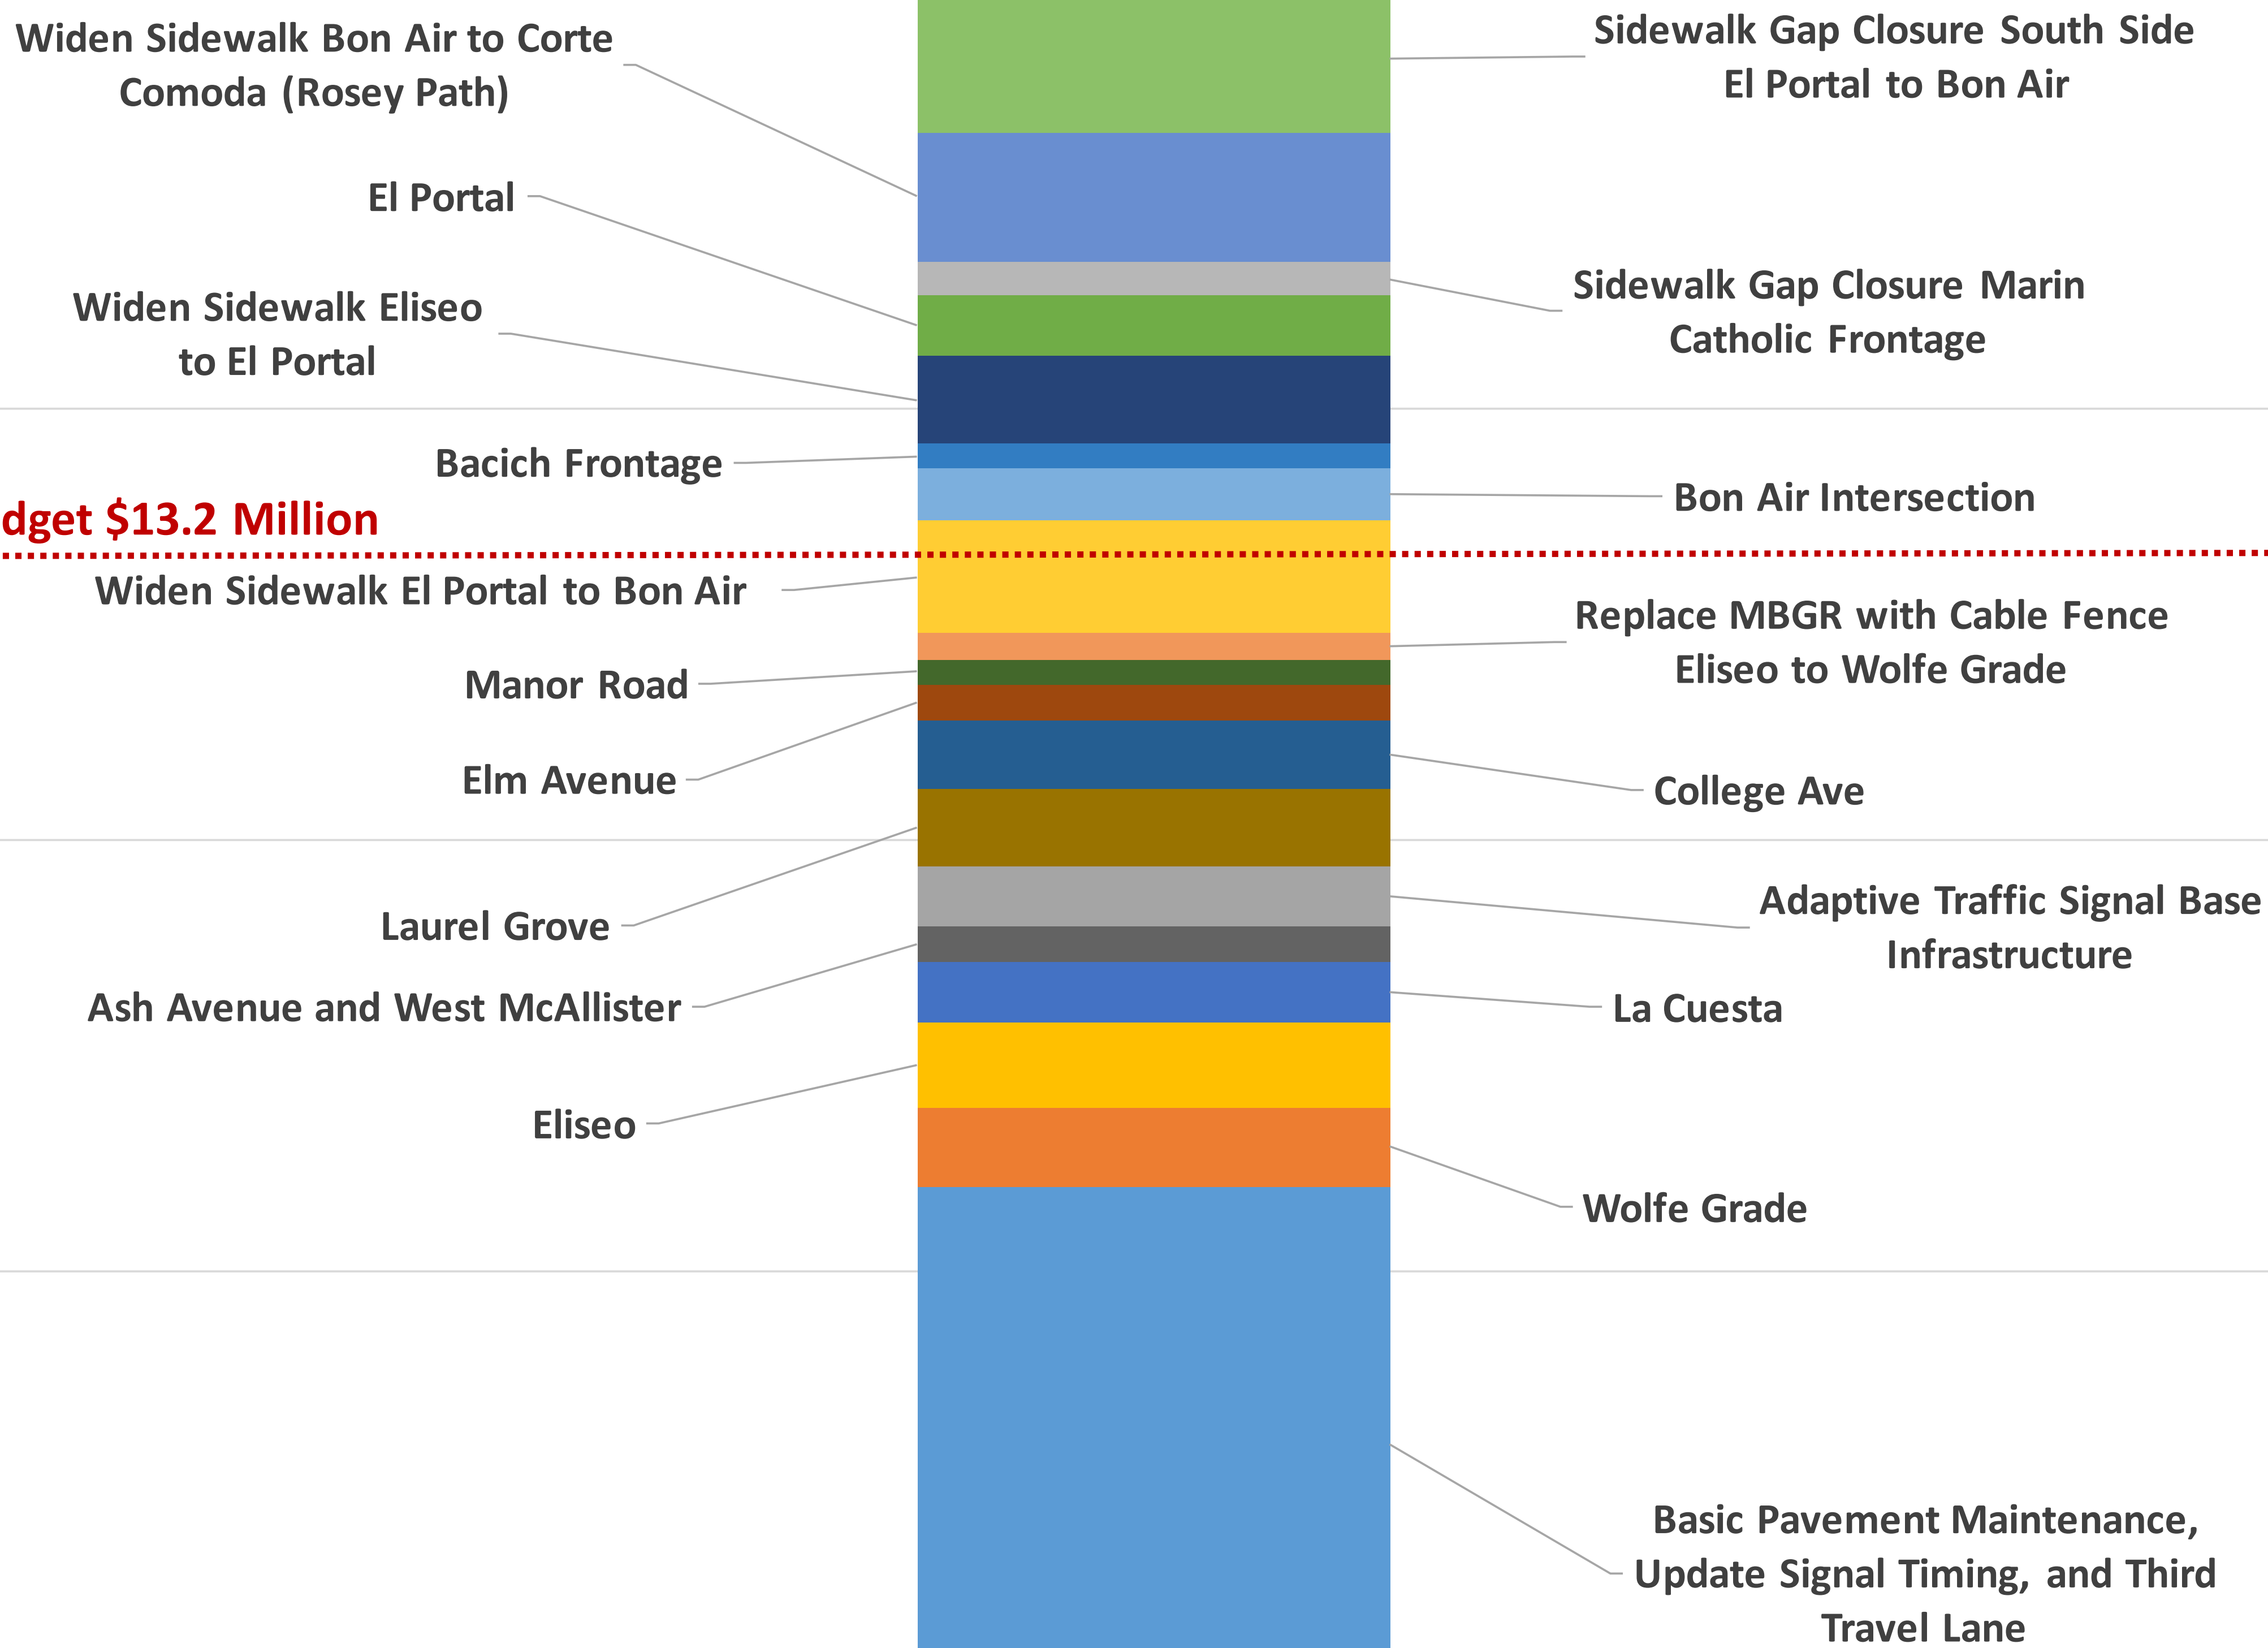 Widen Sidewalk Bon Air to Corte
Comoda (Rosey Path)
Sidewalk Gap Closure South Side
El Portal to Bon Air
El Portal
Widen Sidewalk Eliseo
to El Portal
Sidewalk Gap Closure Marin
Catholic Frontage
Bacich Frontage
Bon Air Intersection
dget $13.2 Million
Widen Sidewalk El Portal to Bon Air
Replace MBGR with Cable Fence
Eliseo to Wolfe Grade
Manor Road
Elm Avenue
College Ave
Laurel Grove
Adaptive Traffic Signal Base
Infrastructure
Ash Avenue and West McAllister
La Cuesta
Eliseo
Wolfe Grade
Basic Pavement Maintenance,
Update Signal Timing, and Third
Travel Lane